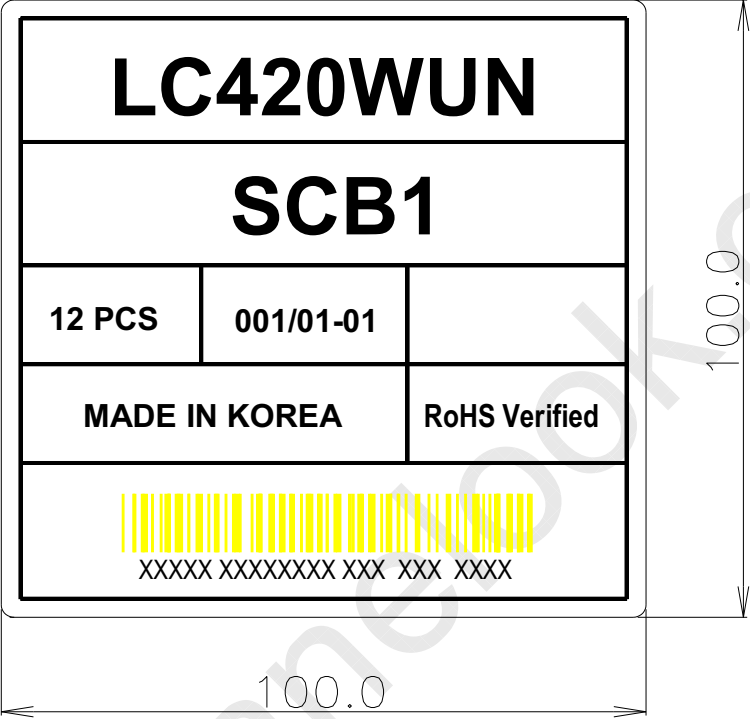 LC420WUN
SCB1
12 PCS 001/01-01
MADE IN KOREA RoHS Verified
XXXXX XXXXXXXX XXX XXX XXXX
100.0
100.0